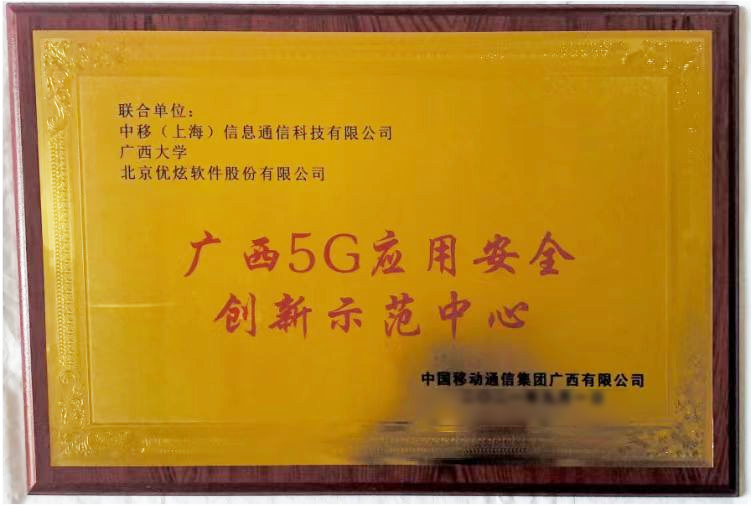 联合单位：
中移（上海）信息通信科技有限公司
广西大学
北京优炫软件股份有限公司
广西5G应用安全
创新示范中心
中国移动通信集团广西有限公司